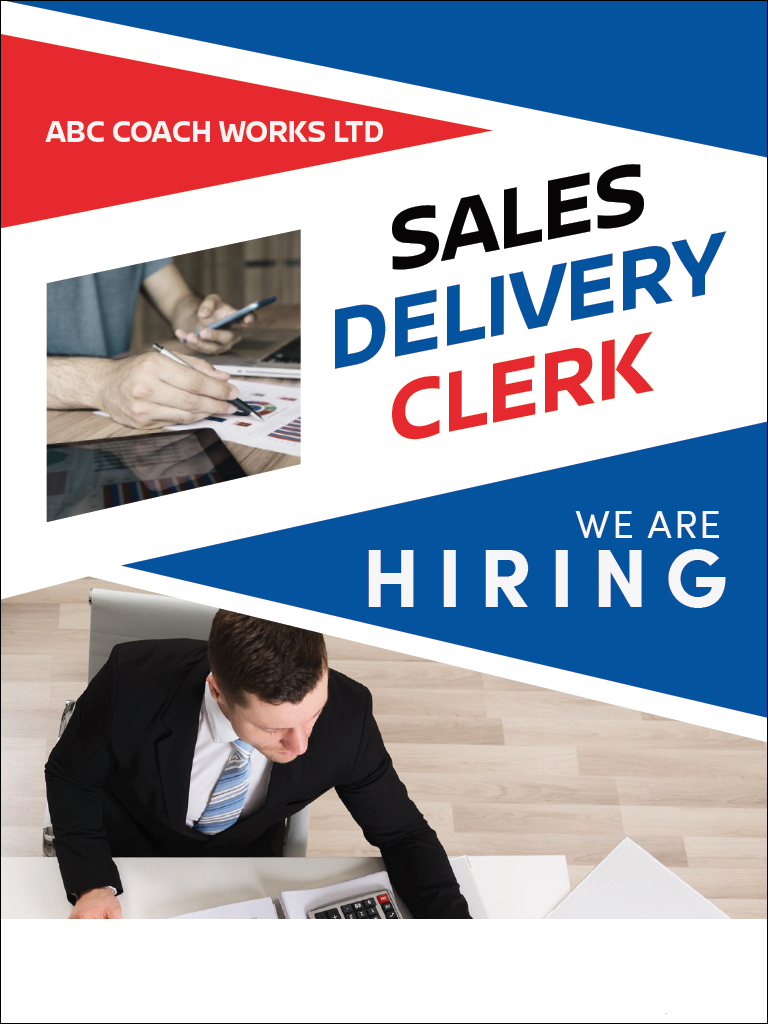 ABC COACH WORKS LTD
SALES
DELIVERY
CLERK
WE ARE
HIRING